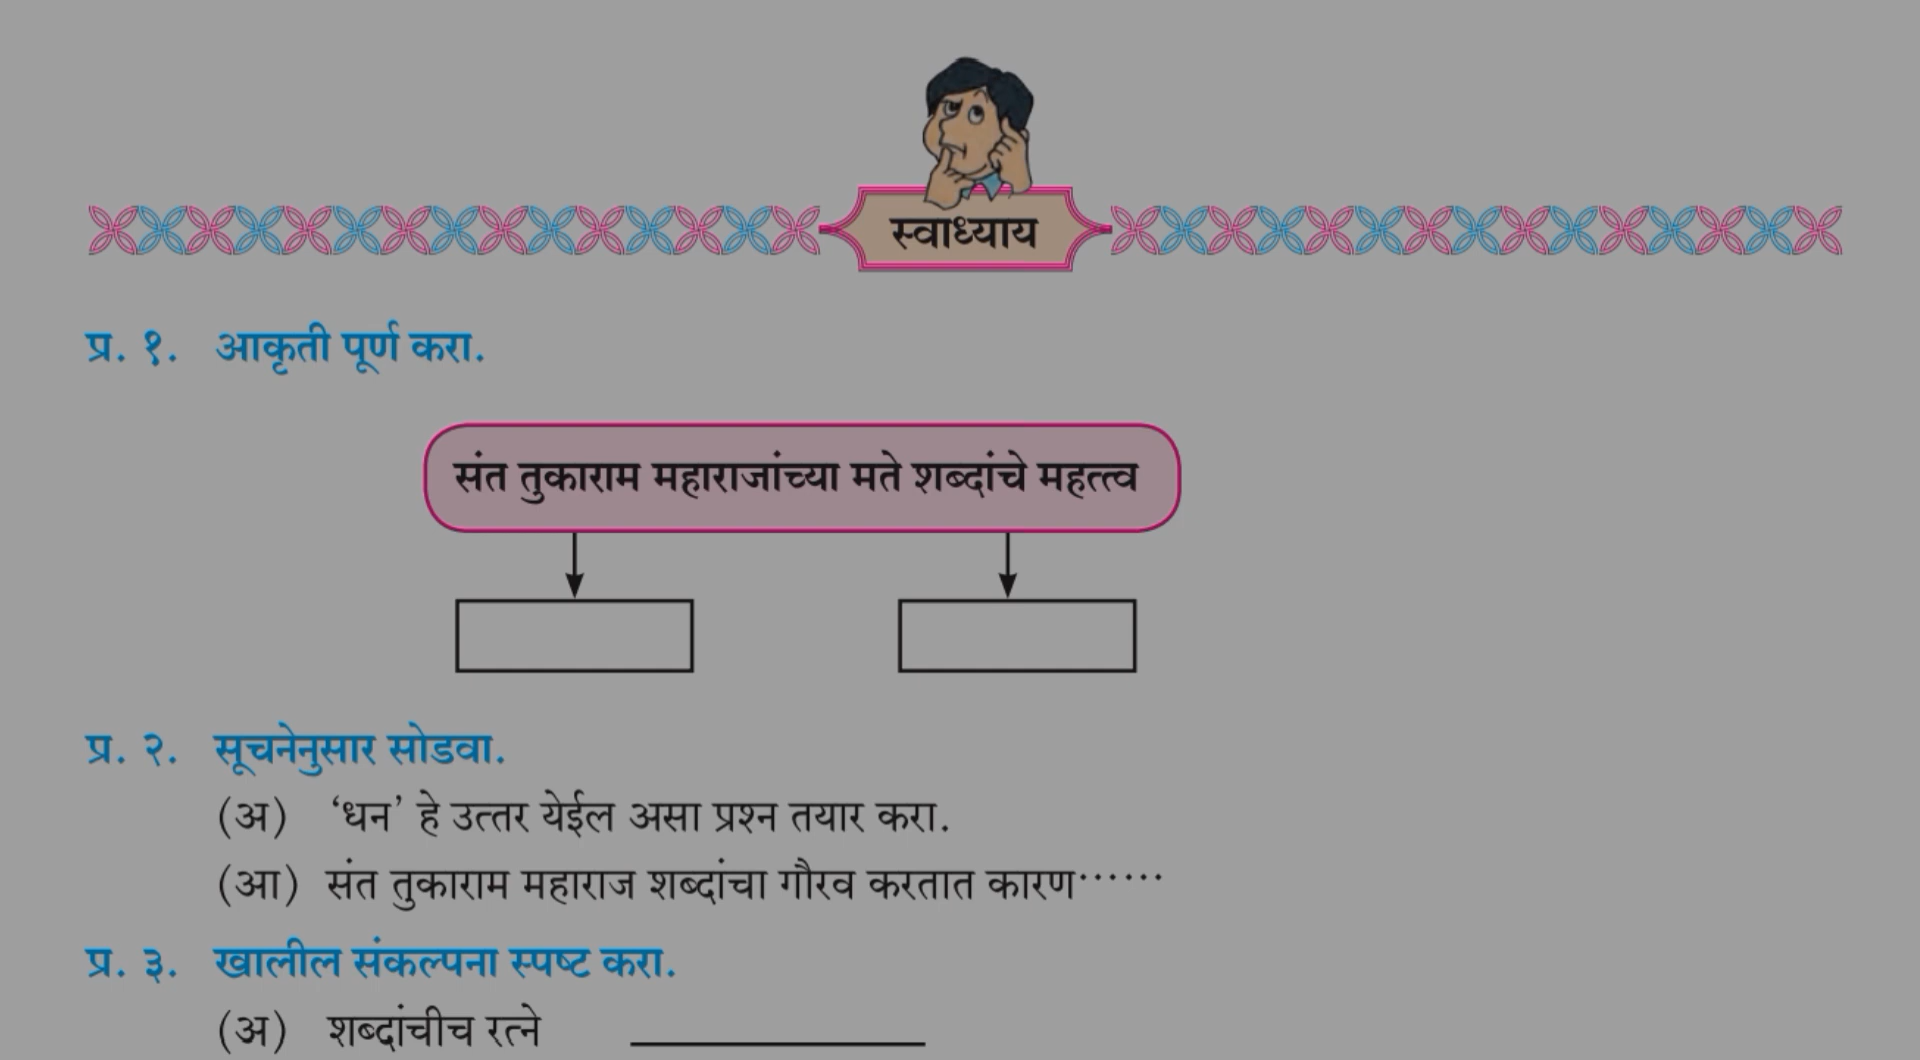 स्वाध्याय
प्र. १. आकृती पूर्ण करा.
संत तुकाराम महाराजांच्या मते शब्दांचे महत्त्व
प्र. २. सूचनेनुसार सोडवा.
(अ) ‘धन’ हे उत्तर येईल असा प्रश्न तयार करा.
(आ) संत तुकाराम महाराज शब्दांचा गौरव करतात कारण······
प्र. ३. खालील संकल्पना स्पष्ट करा.
(अ) शब्दांचीच रत्ने ____________